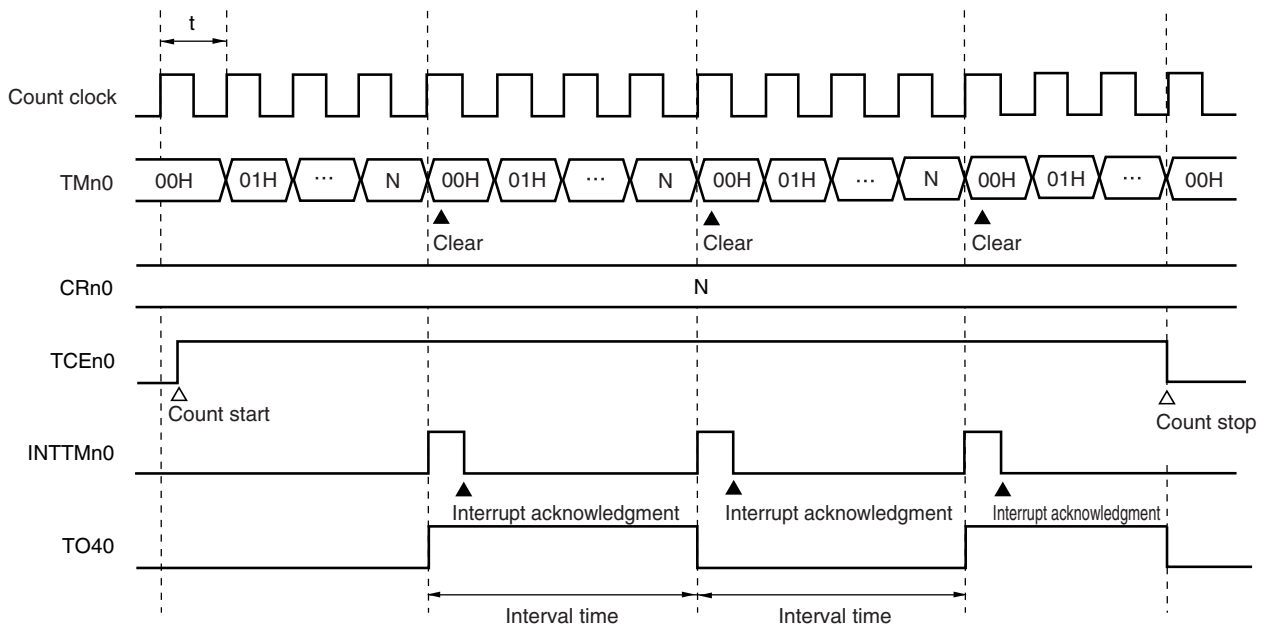 t
Count clock
TMn0 00H 01H ... N 00H 01H ... N 00H 01H ... N 00H 01H ... 00H
Clear Clear Clear
CRn0 N
TCEn0
Count start Count stop
INTTMn0
Interrupt acknowledgment Interrupt acknowledgment Interrupt acknowledgment
TO40
Interval time Interval time